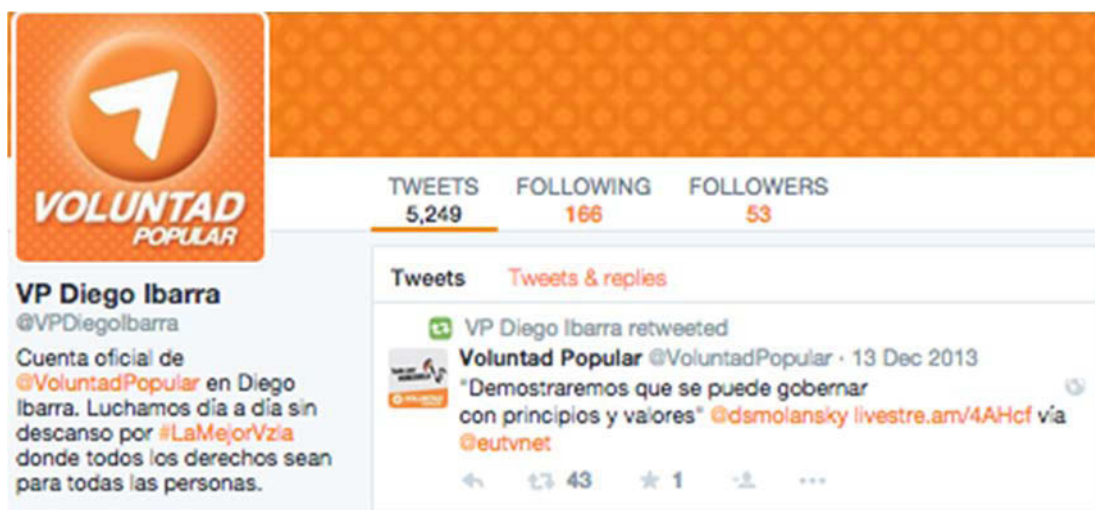 VOLUNTAD
POPULAR
TWEETS FOLLOWING FOLLOWERS
5,249 166 53
VP Diego Ibarra
@VPDiegoIbarra
Cuenta oficial de
@VoluntadPopular en Diego
Ibarra. Luchamos día a día sin
descanso por #LaMejorVzla
donde todos los derechos sean
para todas las personas.
Tweets Tweets & replies
VP Diego Ibarra retweeted
Voluntad Popular @VoluntadPopular · 13 Dec 2013
"Demostraremos que se puede gobernar
con principios y valores" @dsmolansky livestre.am/4AHcf vía
@eutvnet
43 1